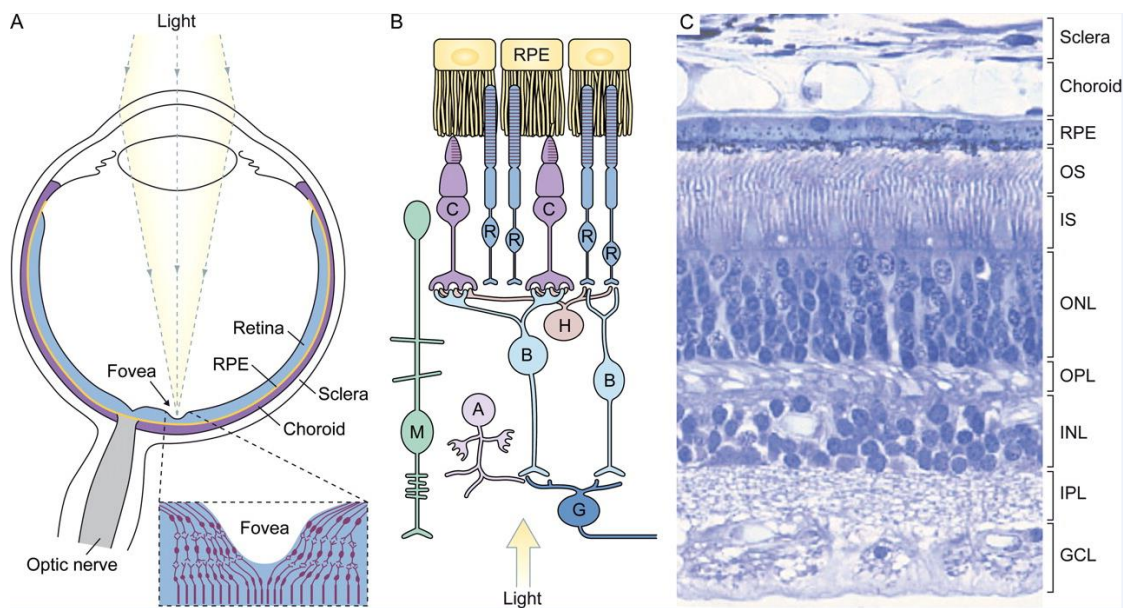 A
Light
Retina
RPE
Fovea
Sclera
Choroid
Optic nerve
Fovea
B
RPE
C
C
R
R
R
R
H
B
B
A
M
G
Light
C
Sclera
Choroid
RPE
OS
IS
ONL
OPL
INL
IPL
GCL